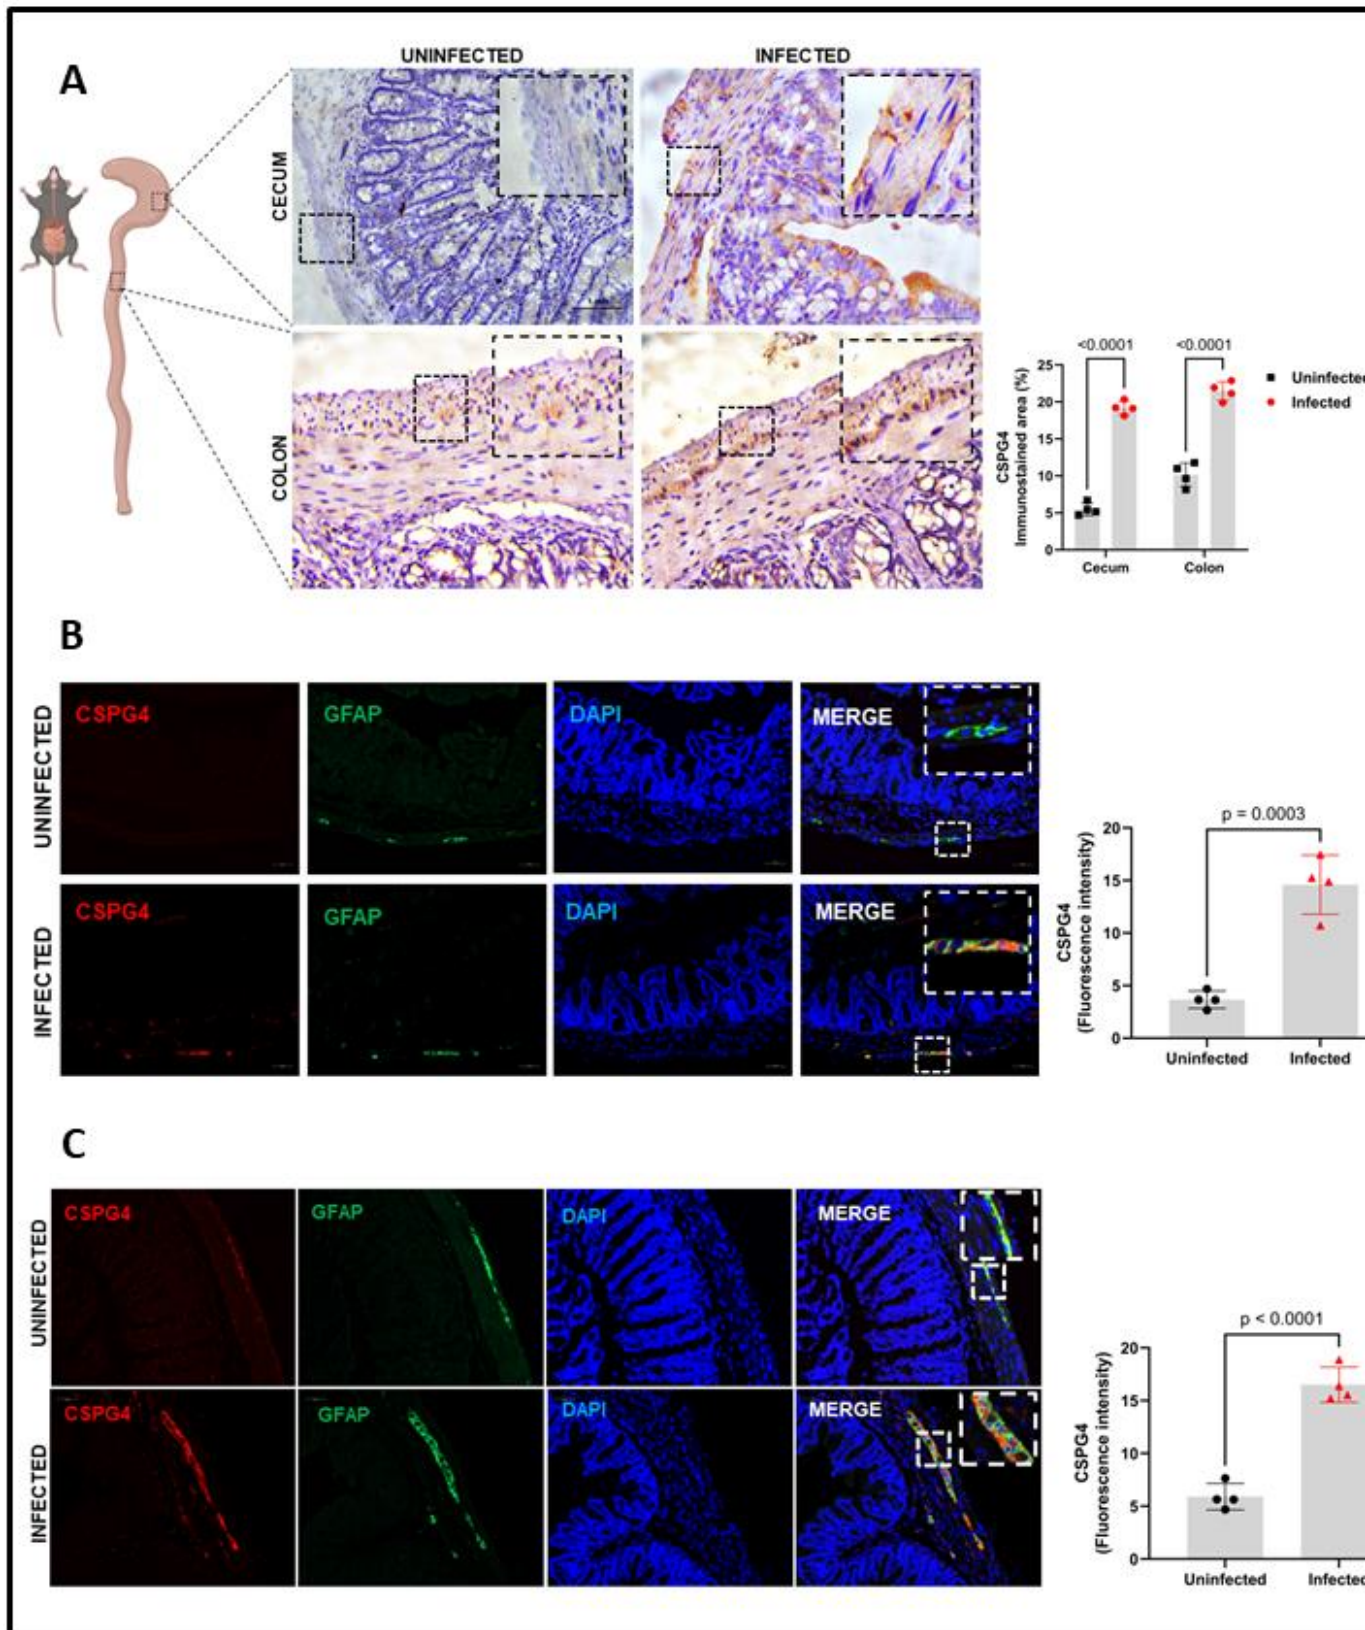 A
UNINFECTED
INFECTED
CECUM
COLON
<0.0001
<0.0001
25
20
15
10
5
0
CSPG4
Immunostained area (%)
Cecum
Colon
Uninfected
Infected
B
UNINFECTED
CSPG4
GFAP
DAPI
MERGE
INFECTED
CSPG4
GFAP
DAPI
MERGE
p = 0.0003
20
15
10
5
0
CSPG4
(Fluorescence intensity)
Uninfected
Infected
C
UNINFECTED
CSPG4
GFAP
DAPI
MERGE
INFECTED
CSPG4
GFAP
DAPI
MERGE
p < 0.0001
20
15
10
5
0
CSPG4
(Fluorescence intensity)
Uninfected
Infected